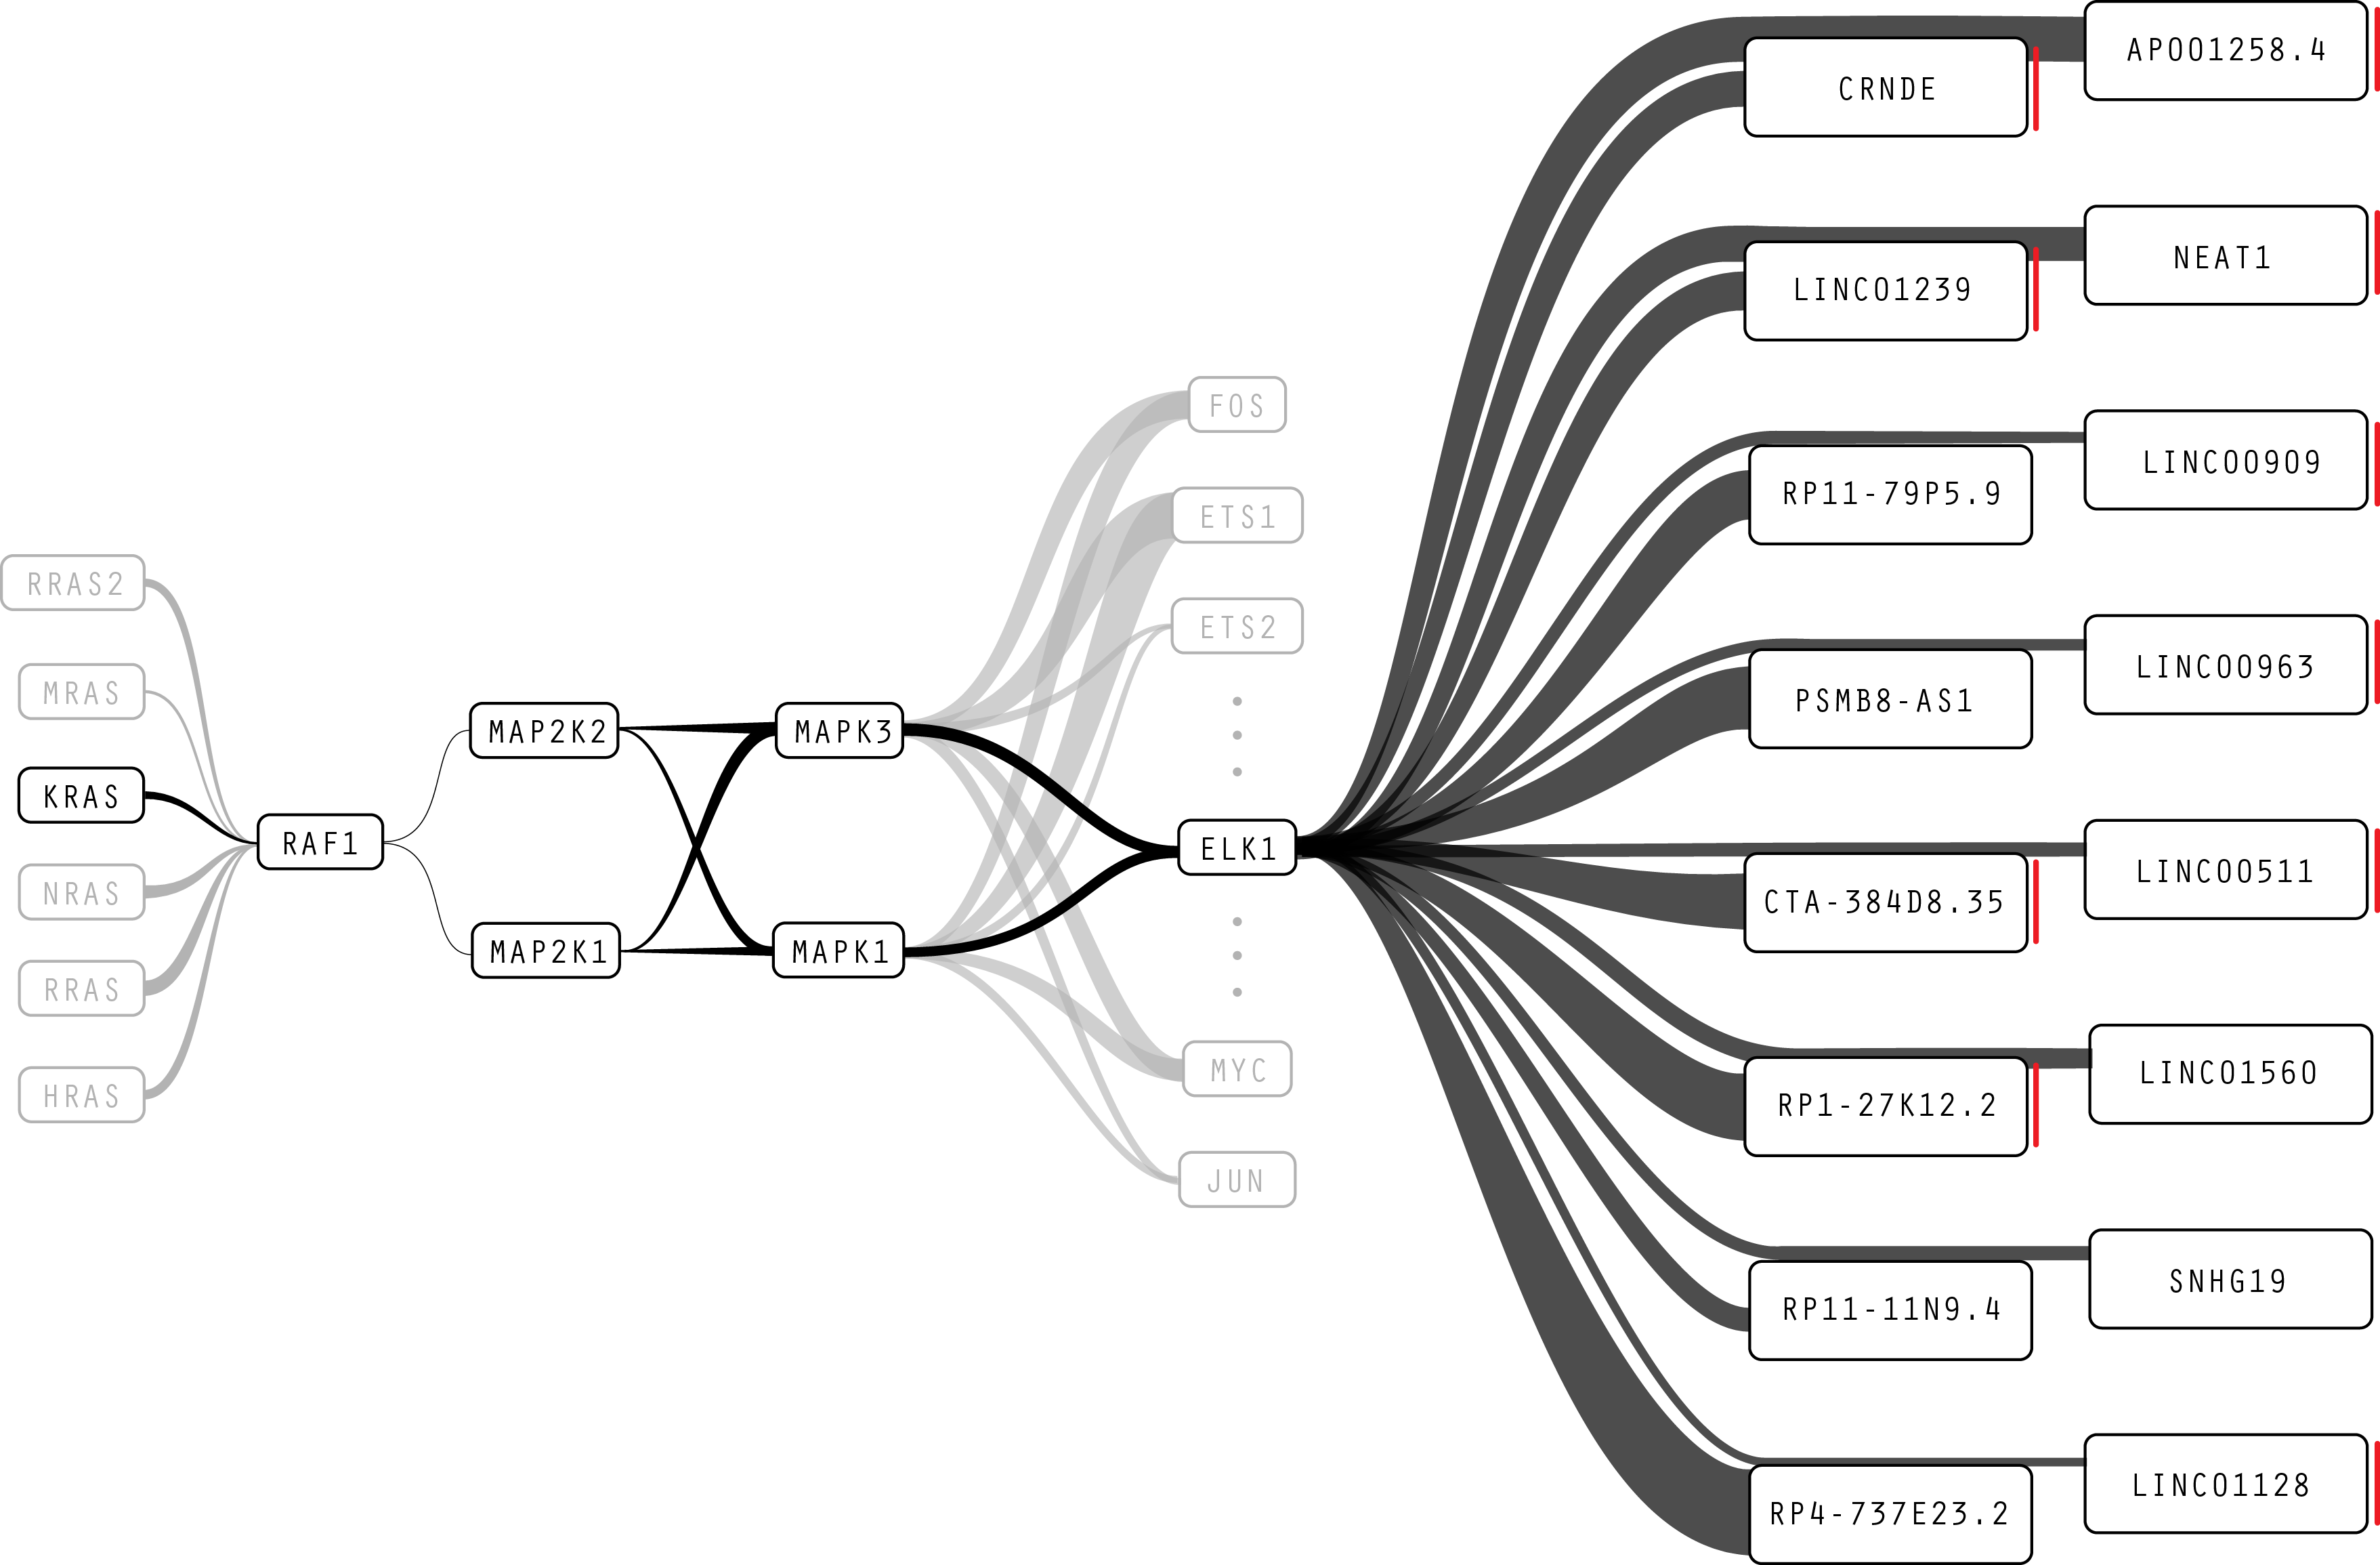 RRAS2
MRAS
KRAS
NRAS
RRAS
HRAS
RAF1
MAP2K2
MAP2K1
MAPK3
MAPK1
FOS
ETS1
ETS2
ELK1
MYC
JUN
CRNDE
LINC01239
RP11-79P5.9
PSMB8-AS1
CTA-384D8.35
RP1-27K12.2
RP11-11N9.4
RP4-737E23.2
AP001258.4
NEAT1
LINC00909
LINC00963
LINC00511
LINC01560
SNHG19
LINC01128